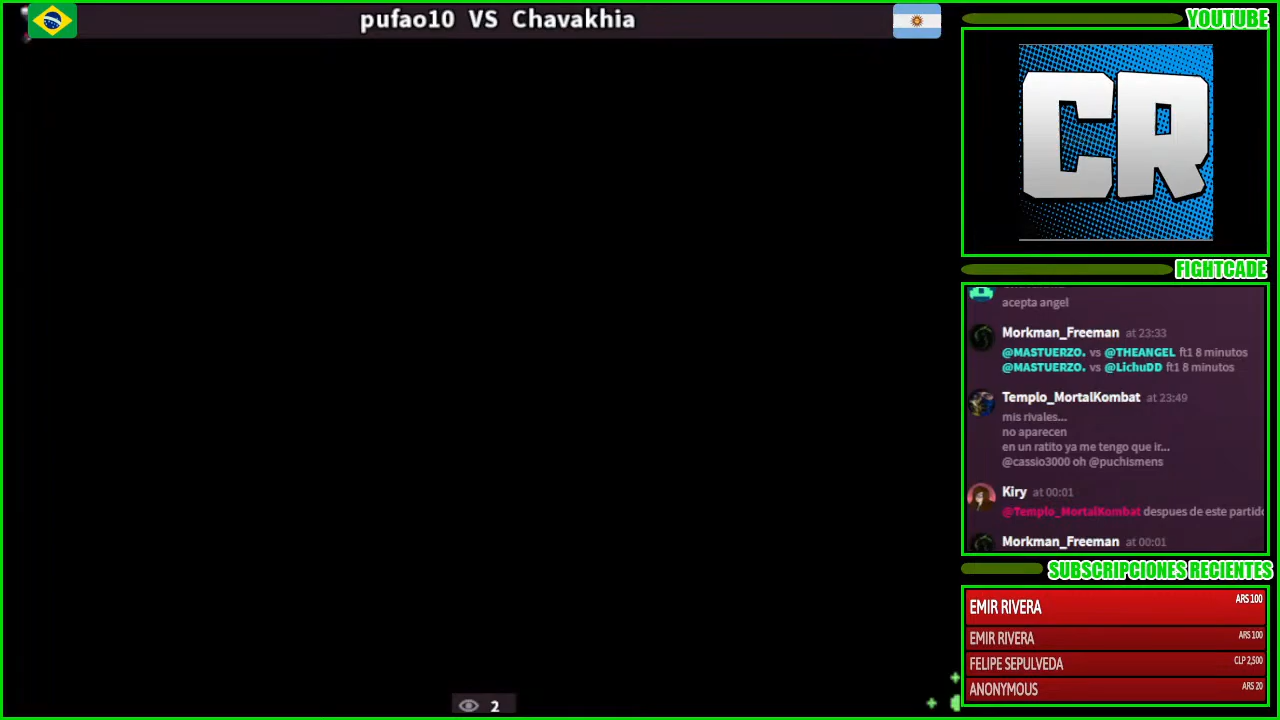 pufao10 VS Chavakhia
YOUTUBE
CR
FIGHTCADE
acepta angel
Morkman_Freeman at 23:33
@MASTUERZO. vs @THEANGEL ft1 8 minutos
@MASTUERZO. vs @LichuDD ft1 8 minutos
Templo_MortalKombat at 23:49
mis rivales...
no aparecen
en un ratito ya me tengo que ir...
@cassio3000 oh @puchismens
Kiry at 00:01
@Templo_MortalKombat despues de este partido
Morkman_Freeman at 00:01
SUBSCRIPCIONES RECIENTES
EMIR RIVERA ARS 100
EMIR RIVERA ARS 100
FELIPE SEPULVEDA CLP 2,500
ANONYMOUS ARS 20
2